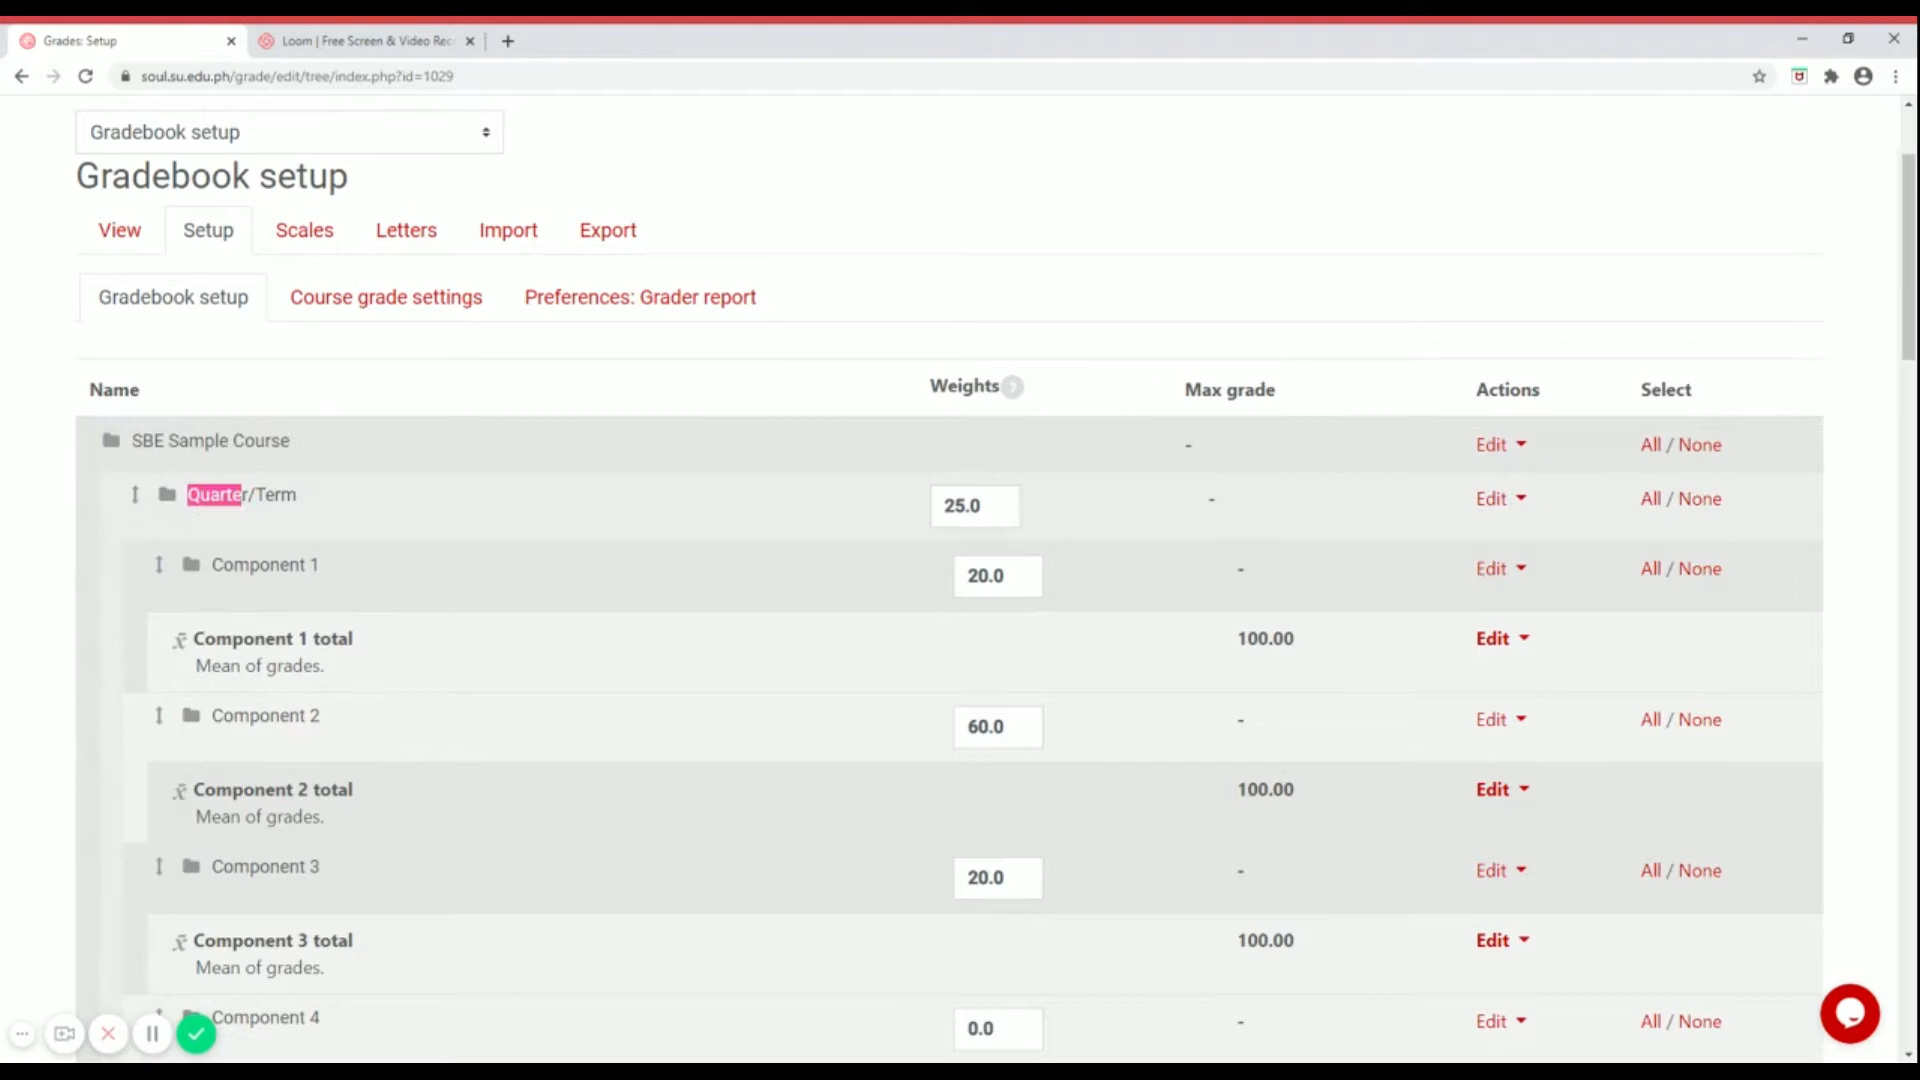 Grades: Setup
Loom | Free Screen & Video Rec
soul.su.edu.ph/grade/edit/tree/index.php?id=1029
Gradebook setup
Gradebook setup
View Setup Scales Letters Import Export
Gradebook setup Course grade settings Preferences: Grader report
Name Weights ? Max grade Actions Select
SBE Sample Course - Edit All / None
Quarter/Term 25.0 - Edit All / None
Component 1 20.0 - Edit All / None
x̄ Component 1 total 100.00 Edit
Mean of grades.
Component 2 60.0 - Edit All / None
x̄ Component 2 total 100.00 Edit
Mean of grades.
Component 3 20.0 - Edit All / None
x̄ Component 3 total 100.00 Edit
Mean of grades.
Component 4 0.0 - Edit All / None